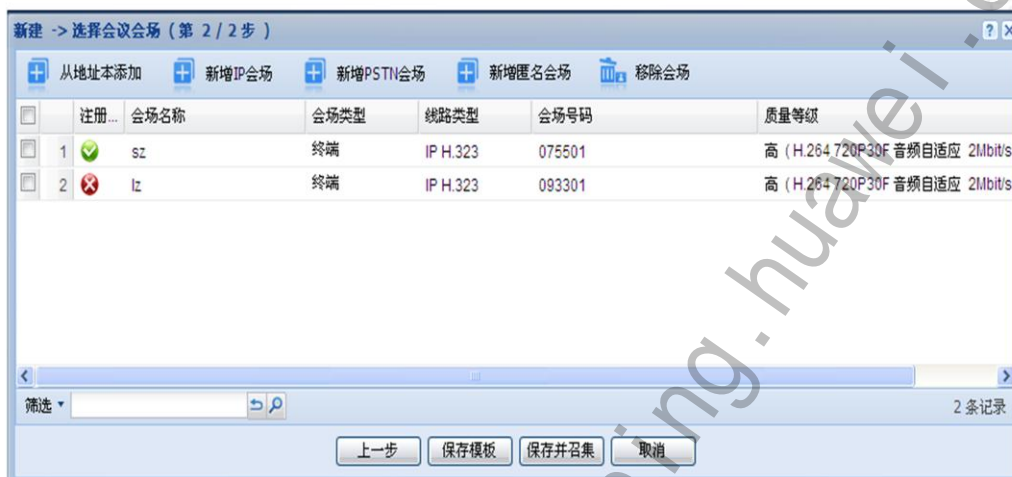 新建 -> 选择会议会场 ( 第 2 / 2 步 )
从地址本添加 新增IP会场 新增PSTN会场 新增匿名会场 移除会场
注册... 会场名称 会场类型 线路类型 会场号码 质量等级
1 sz 终端 IP H.323 075501 高 ( H.264 720P30F 音频自适应 2Mbit/s
2 lz 终端 IP H.323 093301 高 ( H.264 720P30F 音频自适应 2Mbit/s
筛选 2 条记录
上一步 保存模板 保存并召集 取消
ing.huawei.